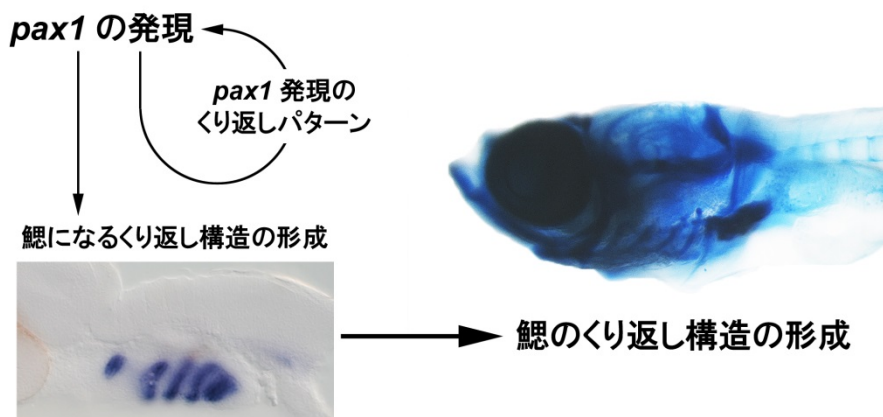 pax1 の発現
pax1 発現の
くり返しパターン
鰓になるくり返し構造の形成
鰓のくり返し構造の形成